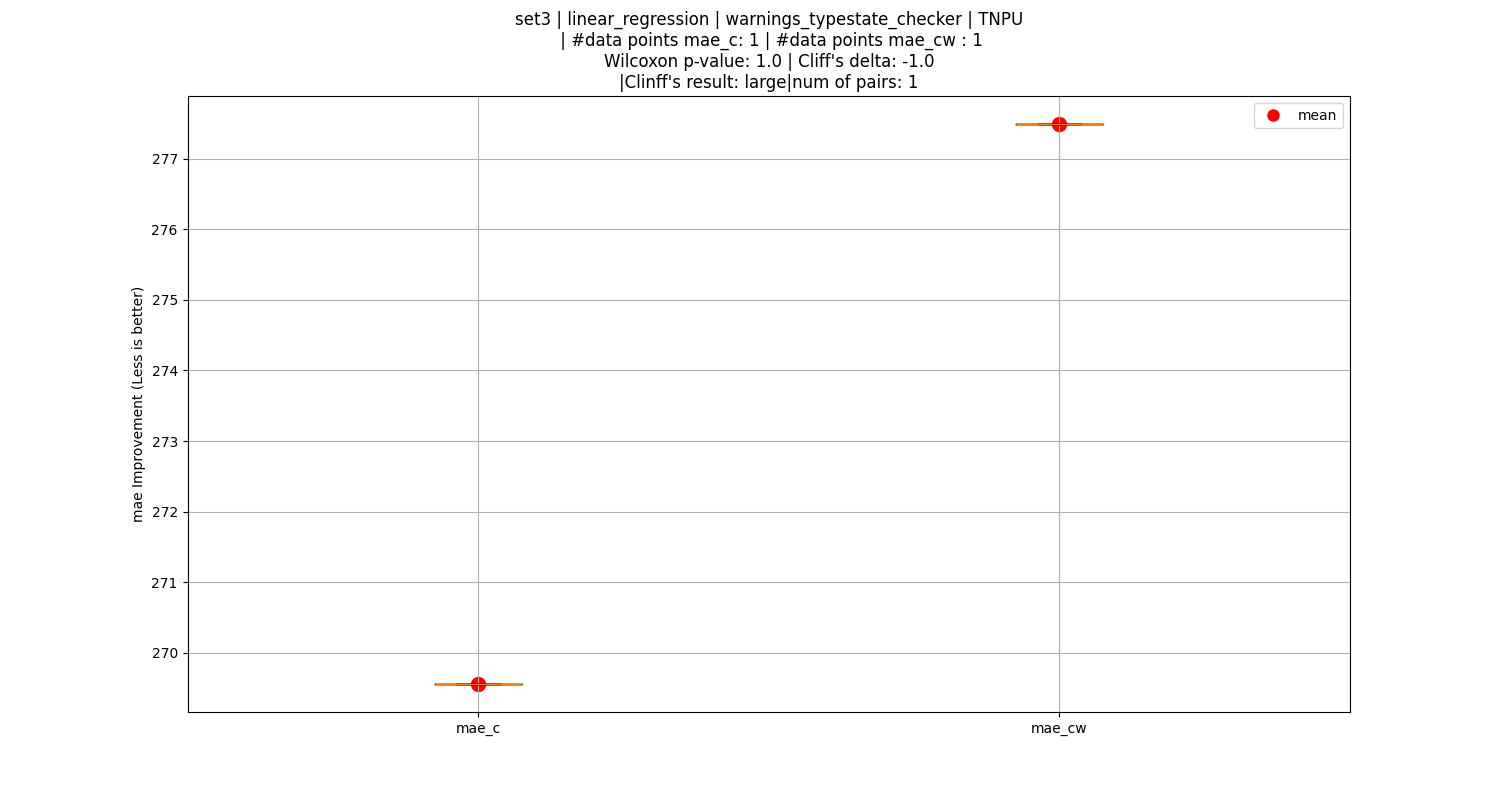 set3 | linear_regression | warnings_typestate_checker | TNPU
| #data points mae_c: 1 | #data points mae_cw : 1
Wilcoxon p-value: 1.0 | Cliff's delta: -1.0
|Clinff's result: large|num of pairs: 1
mean
277
276
275
274
273
272
271
270
mae Improvement (Less is better)
mae_c
mae_cw